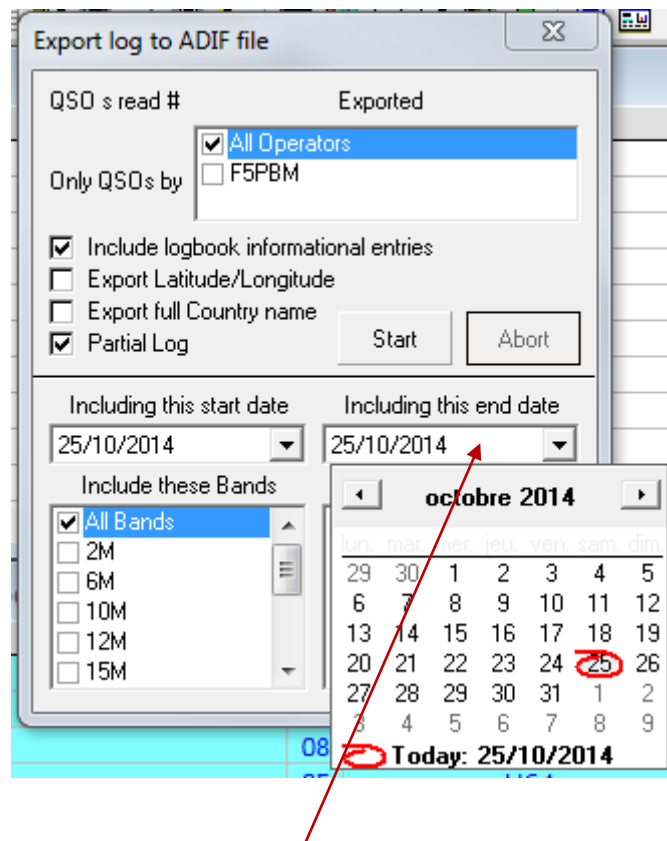 Export log to ADIF file
QSO s read # Exported
Only QSOs by
All Operators
F5PBM
Include logbook informational entries
Export Latitude/Longitude
Export full Country name
Partial Log
Start Abort
Including this start date Including this end date
25/10/2014 25/10/2014
Include these Bands
All Bands
2M
6M
10M
12M
15M
octobre 2014
lun. mar. mer. jeu. ven. sam. dim.
29 30 1 2 3 4 5
6 7 8 9 10 11 12
13 14 15 16 17 18 19
20 21 22 23 24 25 26
27 28 29 30 31 1 2
3 4 5 6 7 8 9
Today: 25/10/2014
08